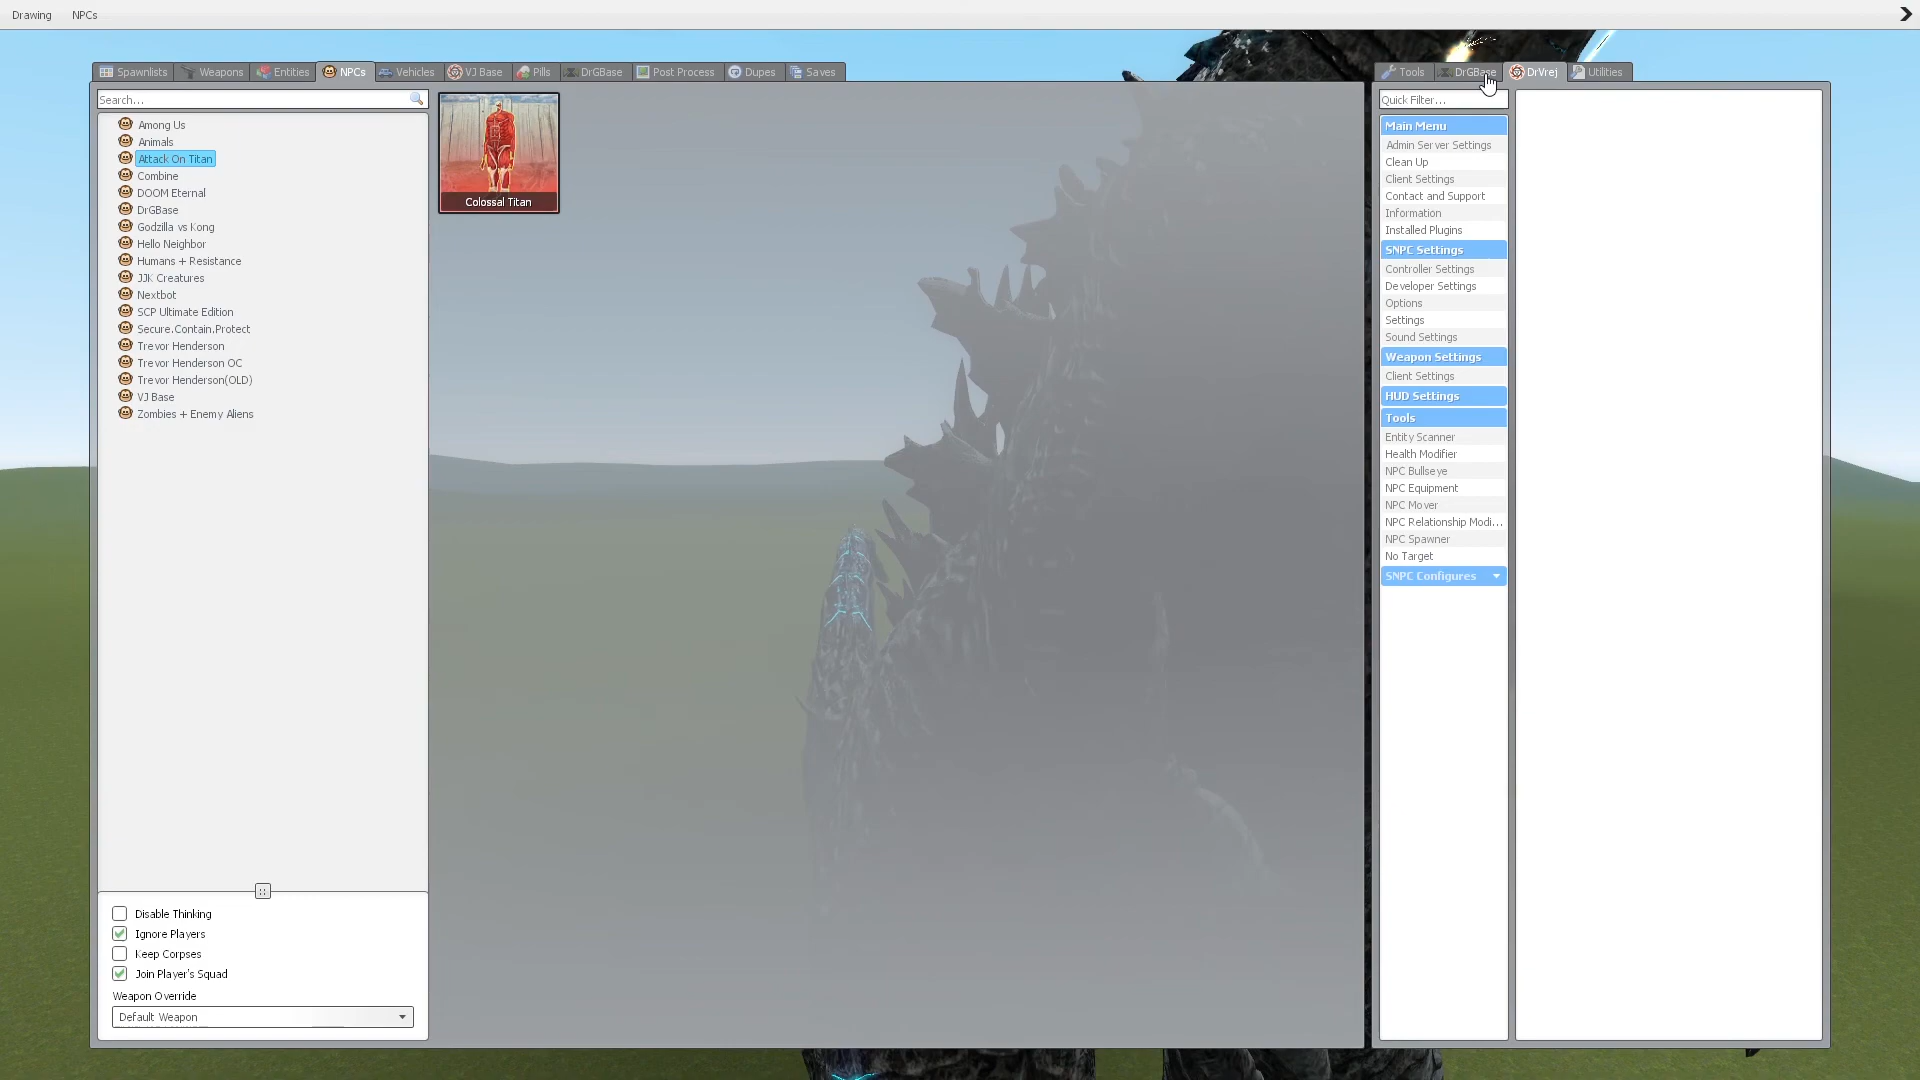 Drawing NPCs
Spawnlists Weapons Entities NPCs Vehicles VJ Base Pills DrGBase Post Process Dupes Saves
Search...
Among Us
Animals
Attack On Titan
Combine
DOOM Eternal
DrGBase
Godzilla vs Kong
Hello Neighbor
Humans + Resistance
JJK Creatures
Nextbot
SCP Ultimate Edition
Secure.Contain.Protect
Trevor Henderson
Trevor Henderson OC
Trevor Henderson(OLD)
VJ Base
Zombies + Enemy Aliens
Disable Thinking
Ignore Players
Keep Corpses
Join Player's Squad
Weapon Override
Default Weapon
Colossal Titan
Tools DrGBase DrVrej Utilities
Quick Filter...
Main Menu
Admin Server Settings
Clean Up
Client Settings
Contact and Support
Information
Installed Plugins
SNPC Settings
Controller Settings
Developer Settings
Options
Settings
Sound Settings
Weapon Settings
Client Settings
HUD Settings
Tools
Entity Scanner
Health Modifier
NPC Bullseye
NPC Equipment
NPC Mover
NPC Relationship Modi...
NPC Spawner
No Target
SNPC Configures